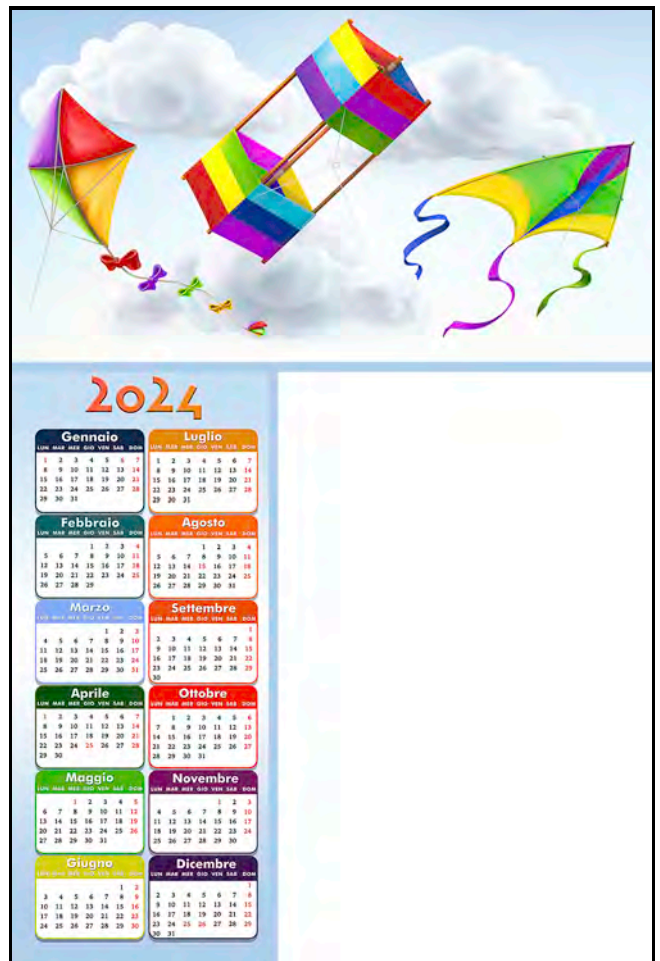 2024
Gennaio
LUN MAR MER GIO VEN SAB DOM
1 2 3 4 5 6 7
8 9 10 11 12 13 14
15 16 17 18 19 20 21
22 23 24 25 26 27 28
29 30 31
Febbraio
LUN MAR MER GIO VEN SAB DOM
1 2 3 4
5 6 7 8 9 10 11
12 13 14 15 16 17 18
19 20 21 22 23 24 25
26 27 28 29
Marzo
LUN MAR MER GIO VEN SAB DOM
1 2 3
4 5 6 7 8 9 10
11 12 13 14 15 16 17
18 19 20 21 22 23 24
25 26 27 28 29 30 31
Aprile
LUN MAR MER GIO VEN SAB DOM
1 2 3 4 5 6 7
8 9 10 11 12 13 14
15 16 17 18 19 20 21
22 23 24 25 26 27 28
29 30
Maggio
LUN MAR MER GIO VEN SAB DOM
1 2 3 4 5
6 7 8 9 10 11 12
13 14 15 16 17 18 19
20 21 22 23 24 25 26
27 28 29 30 31
Giugno
LUN MAR MER GIO VEN SAB DOM
1 2
3 4 5 6 7 8 9
10 11 12 13 14 15 16
17 18 19 20 21 22 23
24 25 26 27 28 29 30
Luglio
LUN MAR MER GIO VEN SAB DOM
1 2 3 4 5 6 7
8 9 10 11 12 13 14
15 16 17 18 19 20 21
22 23 24 25 26 27 28
29 30 31
Agosto
LUN MAR MER GIO VEN SAB DOM
1 2 3 4
5 6 7 8 9 10 11
12 13 14 15 16 17 18
19 20 21 22 23 24 25
26 27 28 29 30 31
Settembre
LUN MAR MER GIO VEN SAB DOM
1
2 3 4 5 6 7 8
9 10 11 12 13 14 15
16 17 18 19 20 21 22
23 24 25 26 27 28 29
30
Ottobre
LUN MAR MER GIO VEN SAB DOM
1 2 3 4 5 6
7 8 9 10 11 12 13
14 15 16 17 18 19 20
21 22 23 24 25 26 27
28 29 30 31
Novembre
LUN MAR MER GIO VEN SAB DOM
1 2 3
4 5 6 7 8 9 10
11 12 13 14 15 16 17
18 19 20 21 22 23 24
25 26 27 28 29 30
Dicembre
LUN MAR MER GIO VEN SAB DOM
1
2 3 4 5 6 7 8
9 10 11 12 13 14 15
16 17 18 19 20 21 22
23 24 25 26 27 28 29
30 31